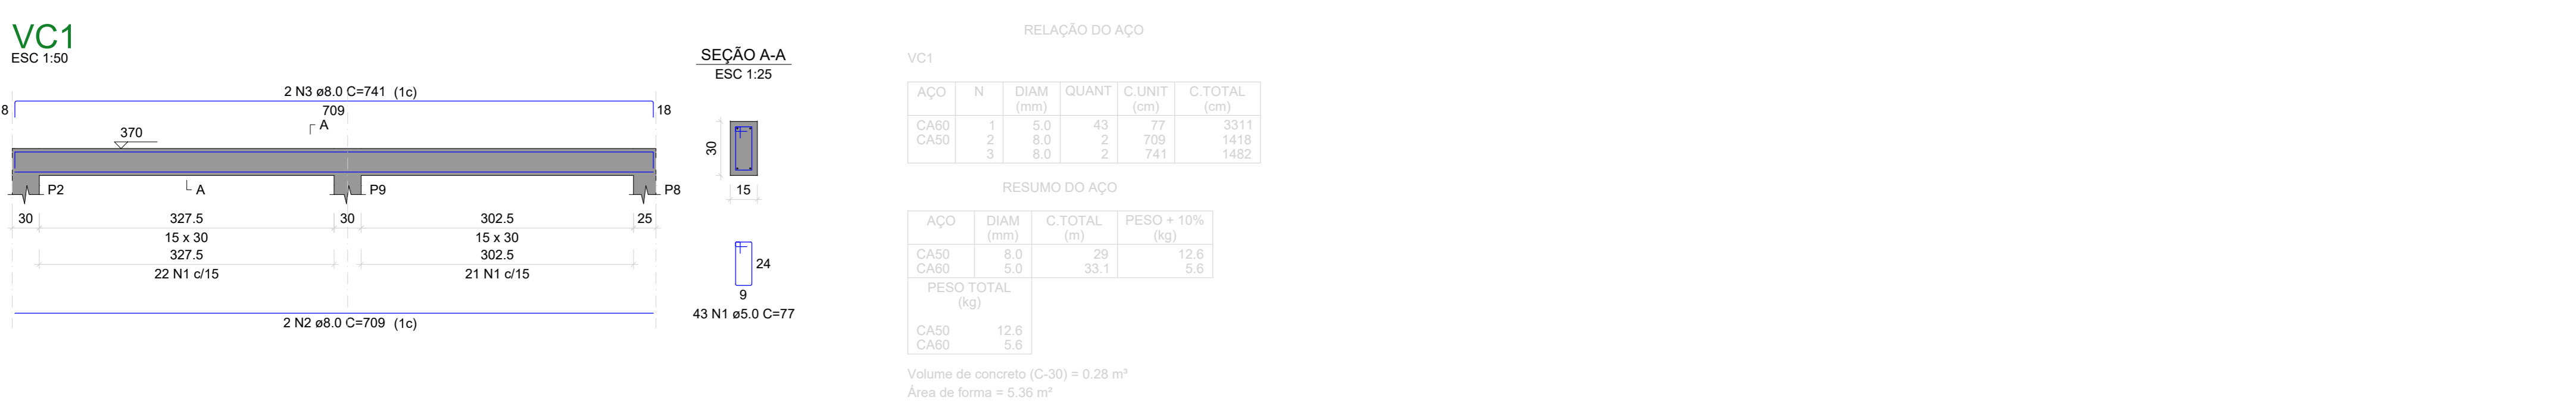 VC1
ESC 1:50
2 N3 ø8.0 C=741 (1c)
8
709
18
A
370
P2
A
P9
P8
30
327.5
30
302.5
25
15 x 30
15 x 30
327.5
302.5
22 N1 c/15
21 N1 c/15
2 N2 ø8.0 C=709 (1c)
SEÇÃO A-A
ESC 1:25
30
15
24
9
43 N1 ø5.0 C=77
RELAÇÃO DO AÇO
VC1
AÇO N DIAM QUANT C.UNIT C.TOTAL
(mm) (cm) (cm)
CA60 1 5.0 43 77 3311
CA50 2 8.0 2 709 1418
3 8.0 2 741 1482
RESUMO DO AÇO
AÇO DIAM C.TOTAL PESO + 10%
(mm) (m) (kg)
CA50 8.0 29 12.6
CA60 5.0 33.1 5.6
PESO TOTAL
(kg)
CA50 12.6
CA60 5.6
Volume de concreto (C-30) = 0.28 m³
Área de forma = 5.36 m²